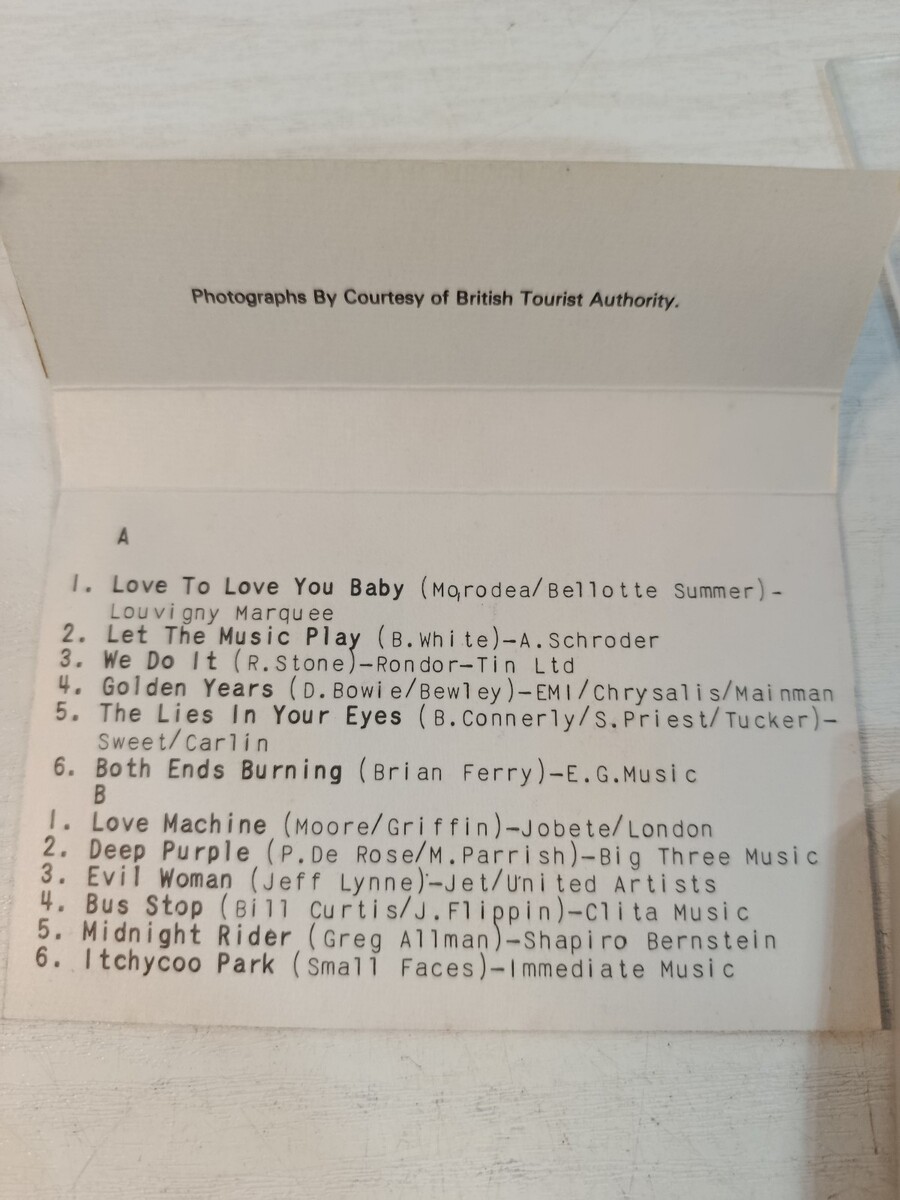 Photographs By Courtesy of British Tourist Authority.
A
1. Love To Love You Baby (Morodea/Bellotte Summer)-
Louvigny Marquee
2. Let The Music Play (B.White)-A.Schroder
3. We Do It (R.Stone)-Rondor-Tin Ltd
4. Golden Years (D.Bowie/Bewley)-EMI/Chrysalis/Mainman
5. The Lies In Your Eyes (B.Connerly/S.Priest/Tucker)-
Sweet/Carlin
6. Both Ends Burning (Brian Ferry)-E.G.Music
B
1. Love Machine (Moore/Griffin)-Jobete/London
2. Deep Purple (P.De Rose/M.Parrish)-Big Three Music
3. Evil Woman (Jeff Lynne)-Jet/United Artists
4. Bus Stop (Bill Curtis/J.Flippin)-Clita Music
5. Midnight Rider (Greg Allman)-Shapiro Bernstein
6. Itchycoo Park (Small Faces)-Immediate Music